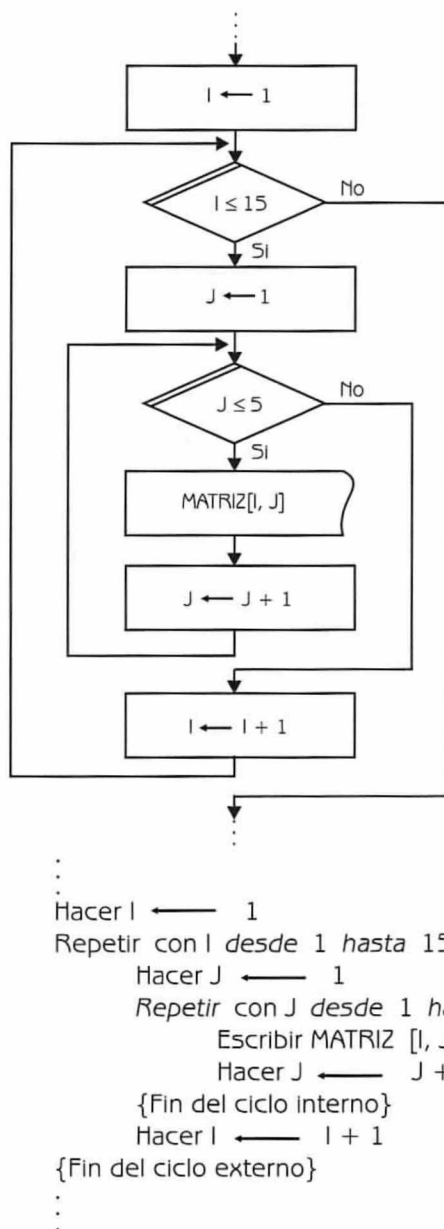 I ← 1
I ≤ 15
No
Si
J ← 1
J ≤ 5
No
Si
MATRIZ[I, J]
J ← J + 1
I ← I + 1
Hacer I ← 1
Repetir con I desde 1 hasta 15
Hacer J ← 1
Repetir con J desde 1
Escribir MATRIZ [I, J
Hacer J ← J +
{Fin del ciclo interno}
Hacer I ← I + 1
{Fin del ciclo externo}